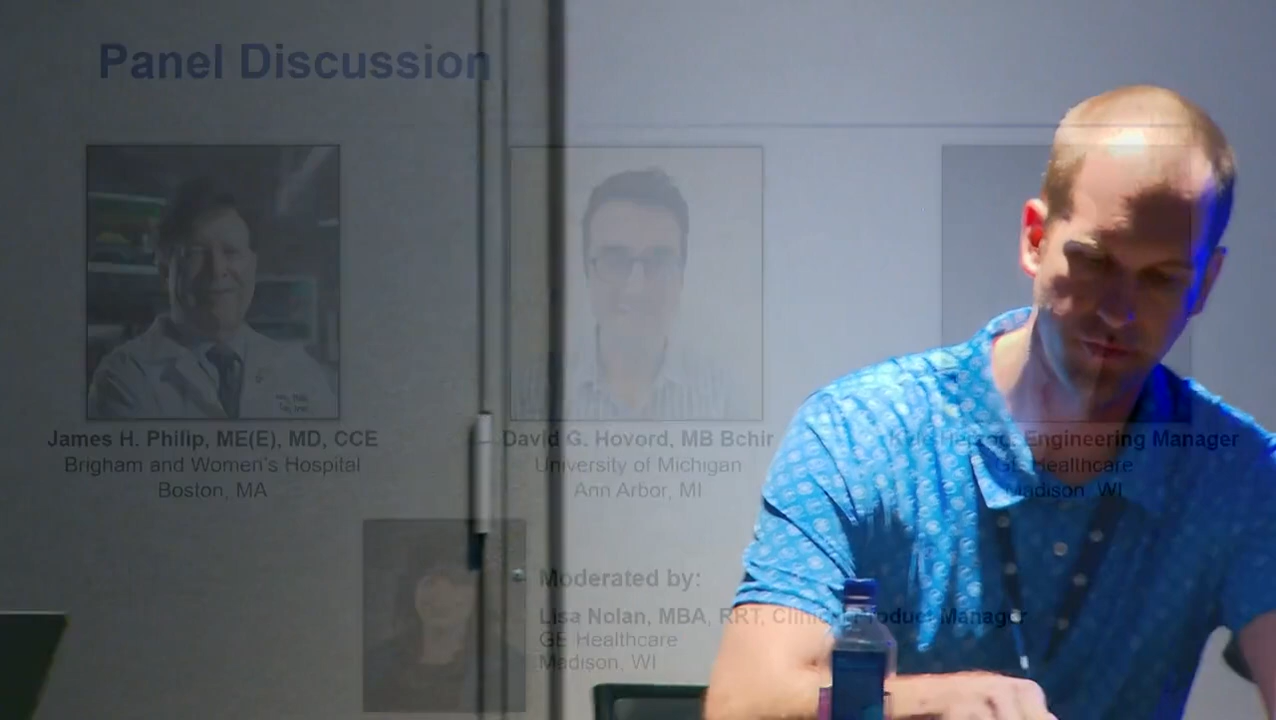 Panel Discussion
James H. Philip, ME(E), MD, CCE
Brigham and Women's Hospital
Boston, MA
David G. Hovord, MB Bchir
University of Michigan
Ann Arbor, MI
Engineering Manager
GE Healthcare
Madison, WI
Moderated by:
Lisa Nolan, MBA, RRT, Clinical Product Manager
GE Healthcare
Madison, WI